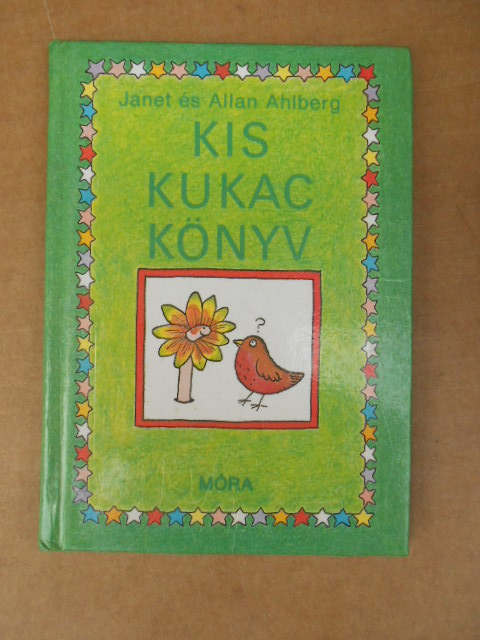 Janet és Allan Ahlberg
KIS
KUKAC
KÖNYV
?
MÓRA